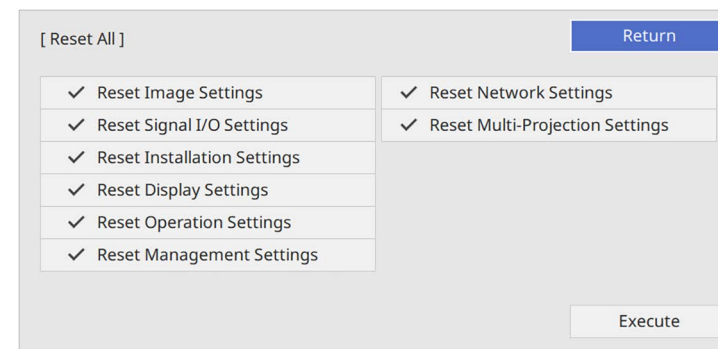 [ Reset All ]
Return
Reset Image Settings
Reset Signal I/O Settings
Reset Installation Settings
Reset Display Settings
Reset Operation Settings
Reset Management Settings
Reset Network Settings
Reset Multi-Projection Settings
Execute